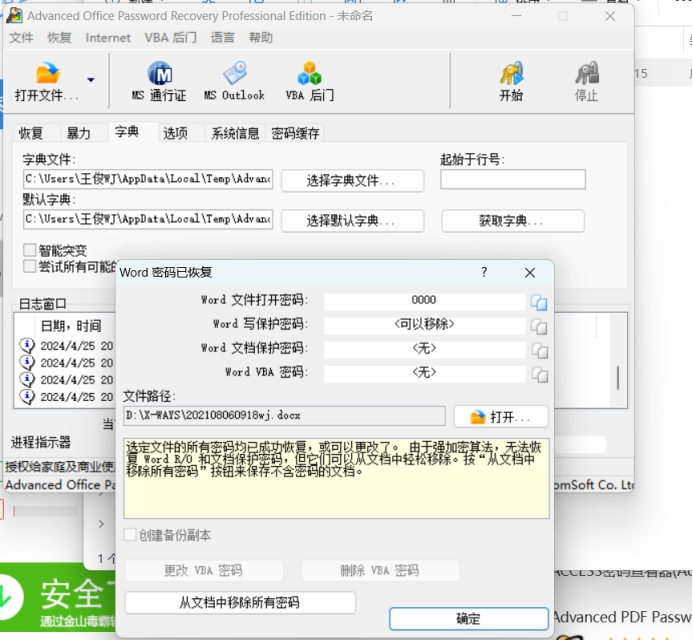 Advanced Office Password Recovery Professional Edition - 未命名
文件 恢复 Internet VBA 后门 语言 帮助
打开文件... MS 通行证 MS Outlook VBA 后门 开始 停止
15
恢复 暴力 字典 选项 系统信息 密码缓存
字典文件: 起始于行号:
C:\Users\王俊WJ\AppData\Local\Temp\Advanc 选择字典文件...
默认字典:
C:\Users\王俊WJ\AppData\Local\Temp\Advanc 选择默认字典... 获取字典...
智能突变
尝试所有可能的
Word 密码已恢复 ?
Word 文件打开密码: 0000
日志窗口
Word 写保护密码: <可以移除>
日期，时间
Word 文档保护密码: <无>
2024/4/25 20
2024/4/25 20
Word VBA 密码: <无>
2024/4/25 20
2024/4/25 20
文件路径:
D:\X-WAYS\202108060918wj.docx 打开...
当
进程指示器
选定文件的所有密码均已成功恢复，或可以更改了。 由于强加密算法，无法恢
复 Word R/O 和文档保护密码，但它们可以从文档中轻松移除。按“从文档中
移除所有密码”按钮来保存不含密码的文档。
授权给家庭及商业使
Advanced Office Pa omSoft Co. Ltd
创建备份副本
1 个
更改 VBA 密码 删除 VBA 密码
安全下
从文档中移除所有密码
通过金山毒霸
确定
ACCESS密码查看器(Ac
Advanced PDF Passw